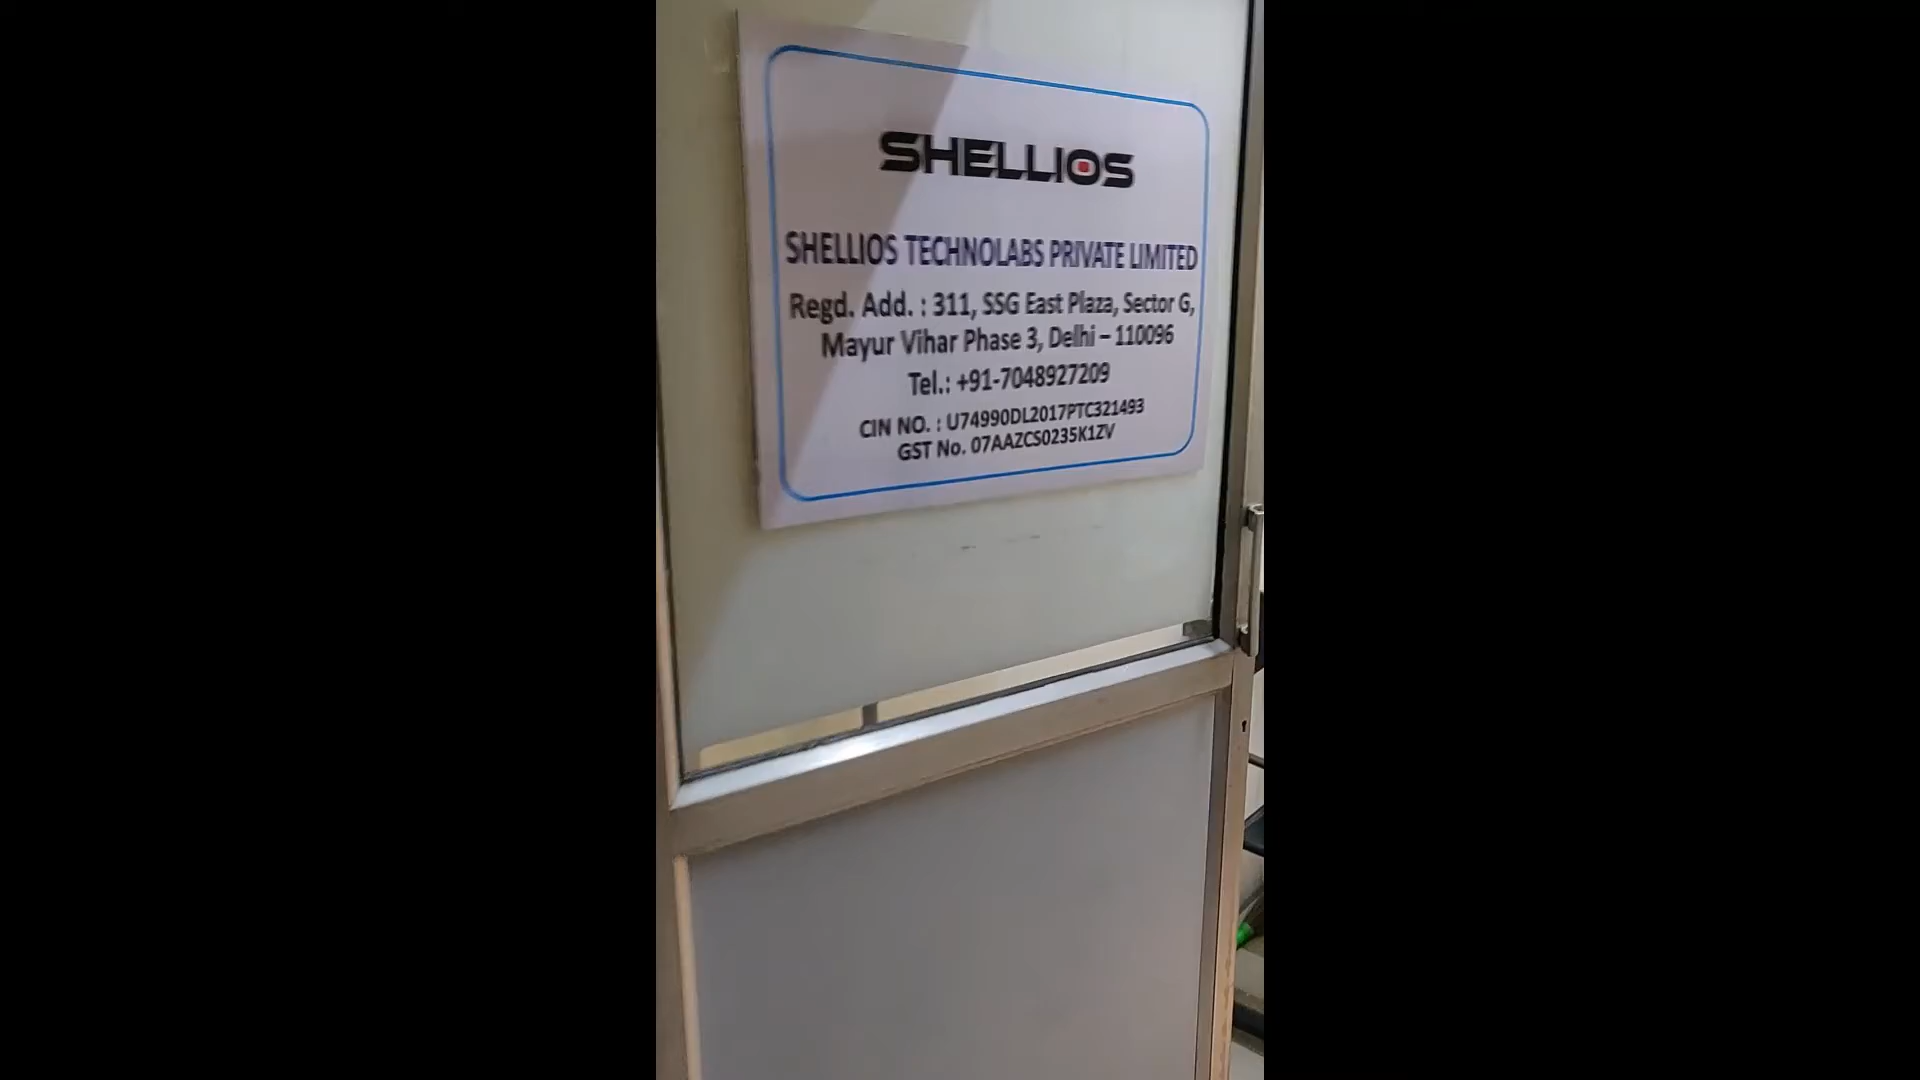 SHELLIOS
SHELLIOS TECHNOLABS PRIVATE LIMITED
Regd. Add. : 311, SSG East Plaza, Sector G,
Mayur Vihar Phase 3, Delhi – 110096
Tel.: +91-7048927209
CIN NO. : U74990DL2017PTC321493
GST No. 07AAZCS0235K1ZV